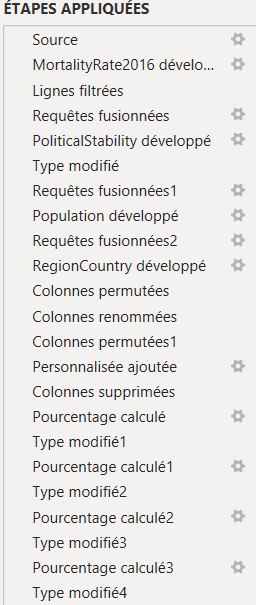 ÉTAPES APPLIQUÉES
Source
MortalityRate2016 dévelo...
Lignes filtrées
Requêtes fusionnées
PoliticalStability développé
Type modifié
Requêtes fusionnées1
Population développé
Requêtes fusionnées2
RegionCountry développé
Colonnes permutées
Colonnes renommées
Colonnes permutées1
Personnalisée ajoutée
Colonnes supprimées
Pourcentage calculé
Type modifié1
Pourcentage calculé1
Type modifié2
Pourcentage calculé2
Type modifié3
Pourcentage calculé3
Type modifié4